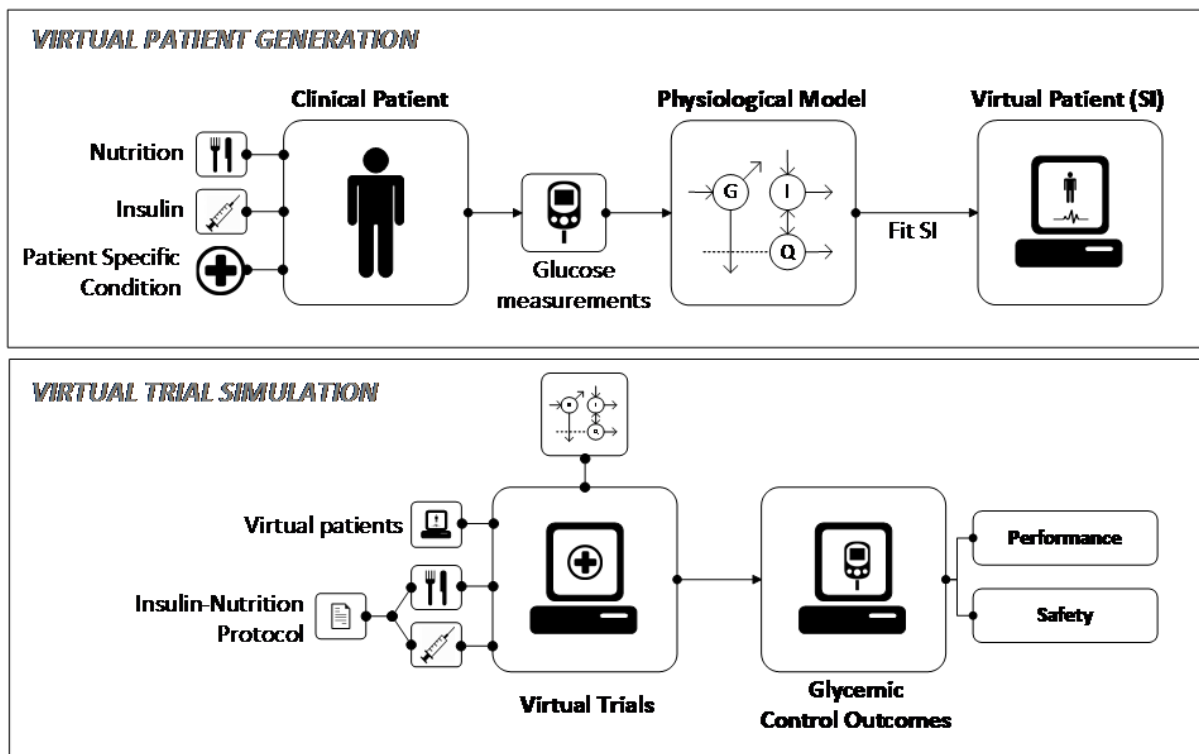 VIRTUAL PATIENT GENERATION
Clinical Patient
Physiological Model
Virtual Patient (SI)
Nutrition
Insulin
Patient Specific
Condition
Glucose
measurements
G
I
Q
Fit SI
VIRTUAL TRIAL SIMULATION
Virtual patients
Insulin-Nutrition
Protocol
Virtual Trials
Glycemic
Control Outcomes
Performance
Safety